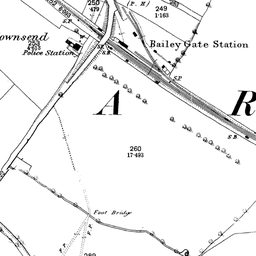 250
·479
(P. H)
249
1·163
S.P.
ownsend
Bailey Gate Station
Police Station
S.P.
S.B.
S.P.
A
R
S.B.
260
17·493
Foot Bridge
F.P.
F.P.